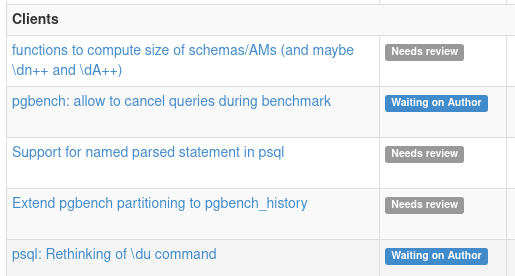 Clients
functions to compute size of schemas/AMs (and maybe
\dn++ and \dA++)
Needs review
pgbench: allow to cancel queries during benchmark
Waiting on Author
Support for named parsed statement in psql
Needs review
Extend pgbench partitioning to pgbench_history
Needs review
psql: Rethinking of \du command
Waiting on Author